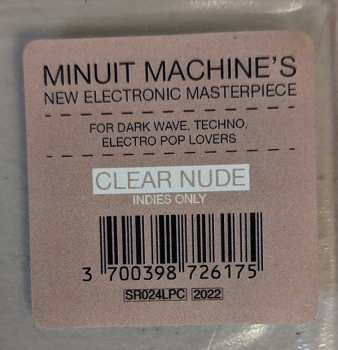 MINUIT MACHINE'S
NEW ELECTRONIC MASTERPIECE
FOR DARK WAVE, TECHNO,
ELECTRO POP LOVERS
CLEAR NUDE
INDIES ONLY
3 700398 726175
SR024LPC 2022